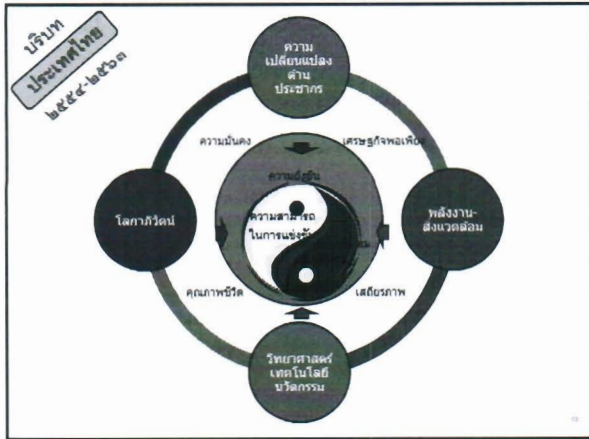 บริบท
ประเทศไทย
๒๕๕๔-๒๕๖๓
ความ
เปลี่ยนแปลง
ด้าน
ประชากร
ความมั่นคง
เศรษฐกิจพอเพียง
ความยั่งยืน
โลกาภิวัตน์
ความสามารถ
ในการแข่งขัน
พลังงาน-
สิ่งแวดล้อม
คุณภาพชีวิต
เสถียรภาพ
วิทยาศาสตร์
เทคโนโลยี
นวัตกรรม